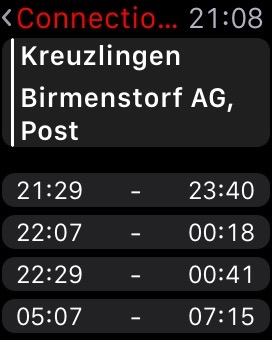 <Connectio... 21:08
Kreuzlingen
Birmenstorf AG,
Post
21:29 - 23:40
22:07 - 00:18
22:29 - 00:41
05:07 - 07:15